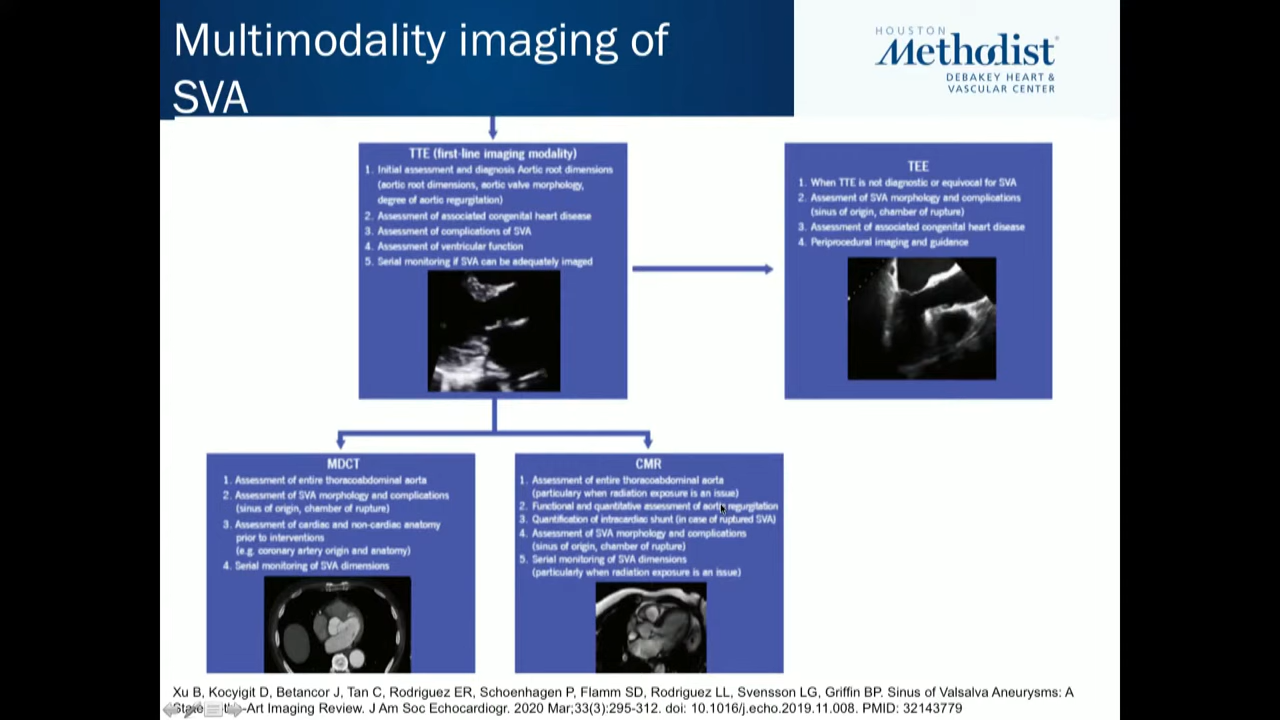 Multimodality imaging of
SVA
HOUSTON
Methodist
DEBAKEY HEART &
VASCULAR CENTER
TTE (first-line imaging modality)
1. Initial assessment and diagnosis Aortic root dimensions
(aortic root dimensions, aortic valve morphology,
degree of aortic regurgitation)
2. Assessment of associated congenital heart disease
3. Assessment of complications of SVA
4. Assessment of ventricular function
5. Serial monitoring if SVA can be adequately imaged
TEE
1. When TTE is not diagnostic or equivocal for SVA
2. Assesment of SVA morphology and complications
(sinus of origin, chamber of rupture)
3. Assessment of associated congenital heart disease
4. Periprocedural imaging and guidance
MDCT
1. Assessment of entire thoracoabdominal aorta
2. Assessment of SVA morphology and complications
(sinus of origin, chamber of rupture)
3. Assessment of cardiac and non-cardiac anatomy
prior to interventions
(e.g. coronary artery origin and anatomy)
4. Serial monitoring of SVA dimensions
CMR
1. Assessment of entire thoracoabdominal aorta
(particulary when radiation exposure is an issue)
2. Functional and quantitative assessment of aortic regurgitation
3. Quantification of intracardiac shunt (in case of ruptured SVA)
4. Assessment of SVA morphology and complications
(sinus of origin, chamber of rupture)
5. Serial monitoring of SVA dimensions
(particularly when radiation exposure is an issue)
Xu B, Kocyigit D, Betancor J, Tan C, Rodriguez ER, Schoenhagen P, Flamm SD, Rodriguez LL, Svensson LG, Griffin BP. Sinus of Valsalva Aneurysms: A
-Art Imaging Review. J Am Soc Echocardiogr. 2020 Mar;33(3):295-312. doi: 10.1016/j.echo.2019.11.008. PMID: 32143779